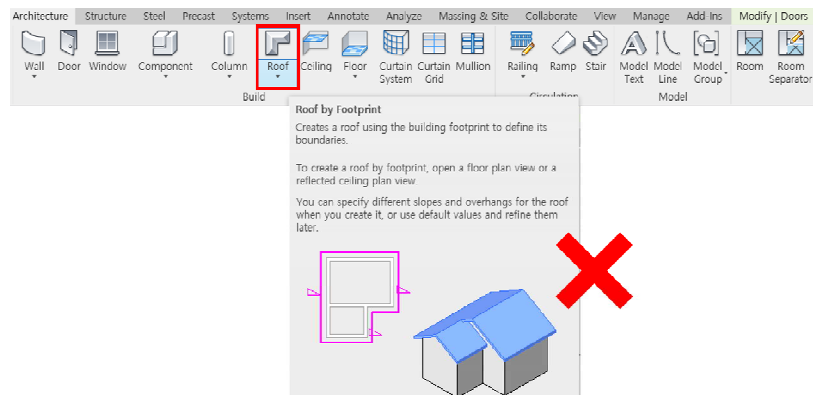 Architecture Structure Steel Precast Systems Insert Annotate Analyze Massing & Site Collaborate View Manage Add-Ins Modify | Doors
Wall Door Window Component Column Roof Ceiling Floor Curtain System Curtain Grid Mullion Railing Ramp Stair Model Text Model Line Model Group Room Room Separator
Build Circulation Model
Roof by Footprint
Creates a roof using the building footprint to define its
boundaries.
To create a roof by footprint, open a floor plan view or a
reflected ceiling plan view.
You can specify different slopes and overhangs for the roof
when you create it, or use default values and refine them
later.